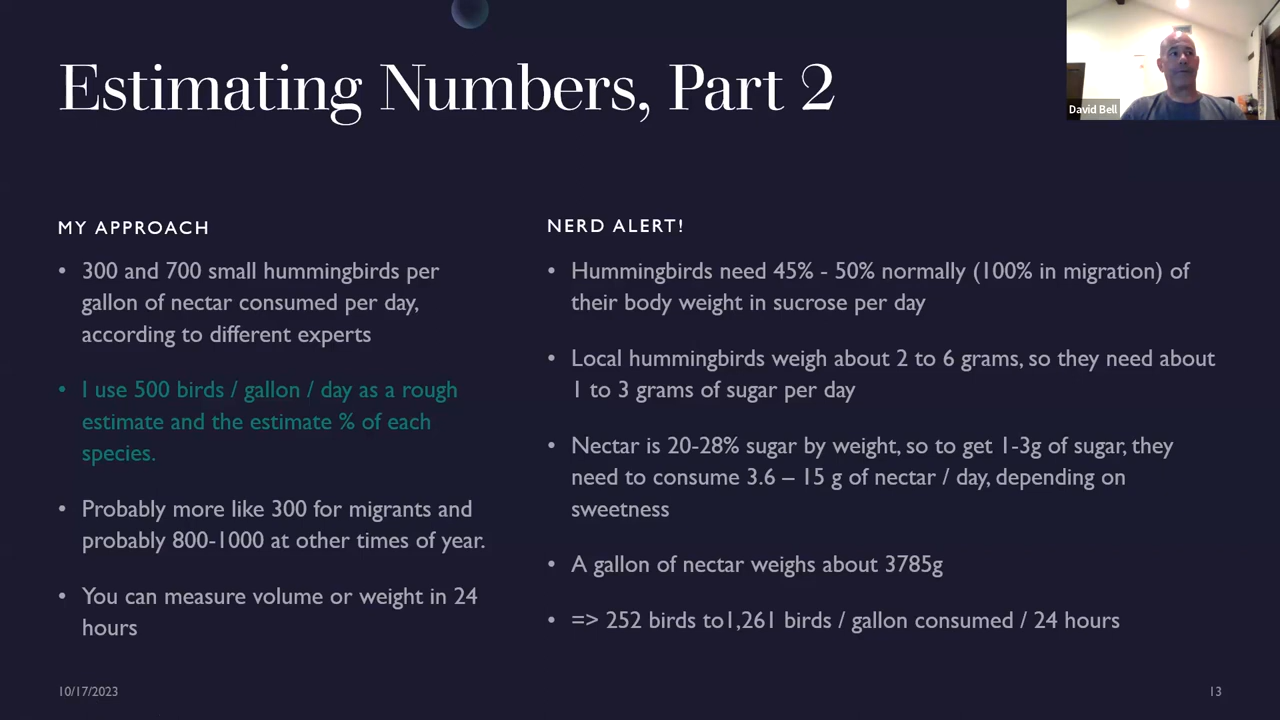 Estimating Numbers, Part 2
David Bell
MY APPROACH
• 300 and 700 small hummingbirds per
gallon of nectar consumed per day,
according to different experts
• I use 500 birds / gallon / day as a rough
estimate and the estimate % of each
species.
• Probably more like 300 for migrants and
probably 800-1000 at other times of year.
• You can measure volume or weight in 24
hours
NERD ALERT!
• Hummingbirds need 45% - 50% normally (100% in migration) of
their body weight in sucrose per day
• Local hummingbirds weigh about 2 to 6 grams, so they need about
1 to 3 grams of sugar per day
• Nectar is 20-28% sugar by weight, so to get 1-3g of sugar, they
need to consume 3.6 – 15 g of nectar / day, depending on
sweetness
• A gallon of nectar weighs about 3785g
• => 252 birds to1,261 birds / gallon consumed / 24 hours
10/17/2023
13